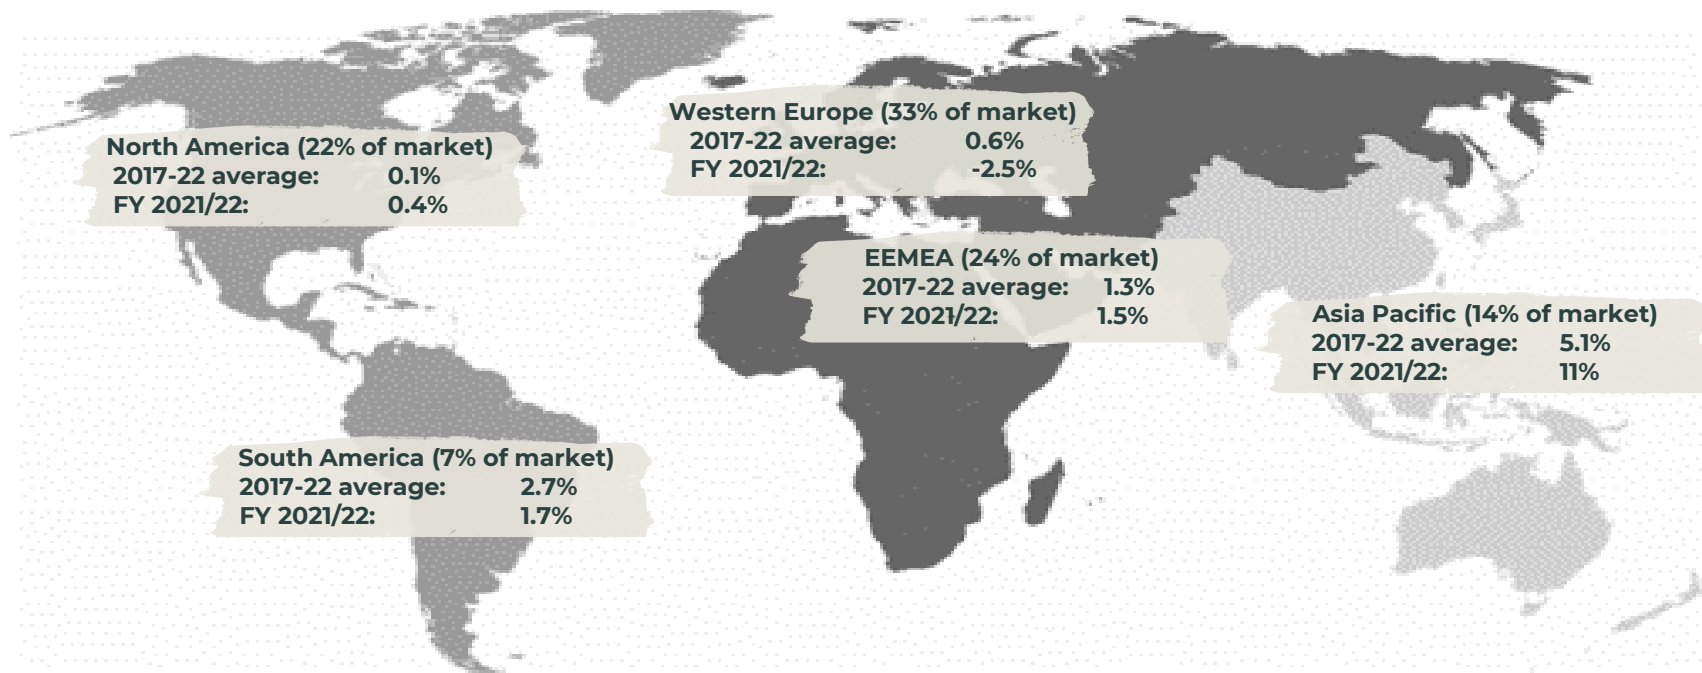 North America (22% of market)
2017-22 average: 0.1%
FY 2021/22: 0.4%
Western Europe (33% of market)
2017-22 average: 0.6%
FY 2021/22: -2.5%
EEMEA (24% of market)
2017-22 average: 1.3%
FY 2021/22: 1.5%
Asia Pacific (14% of market)
2017-22 average: 5.1%
FY 2021/22: 11%
South America (7% of market)
2017-22 average: 2.7%
FY 2021/22: 1.7%